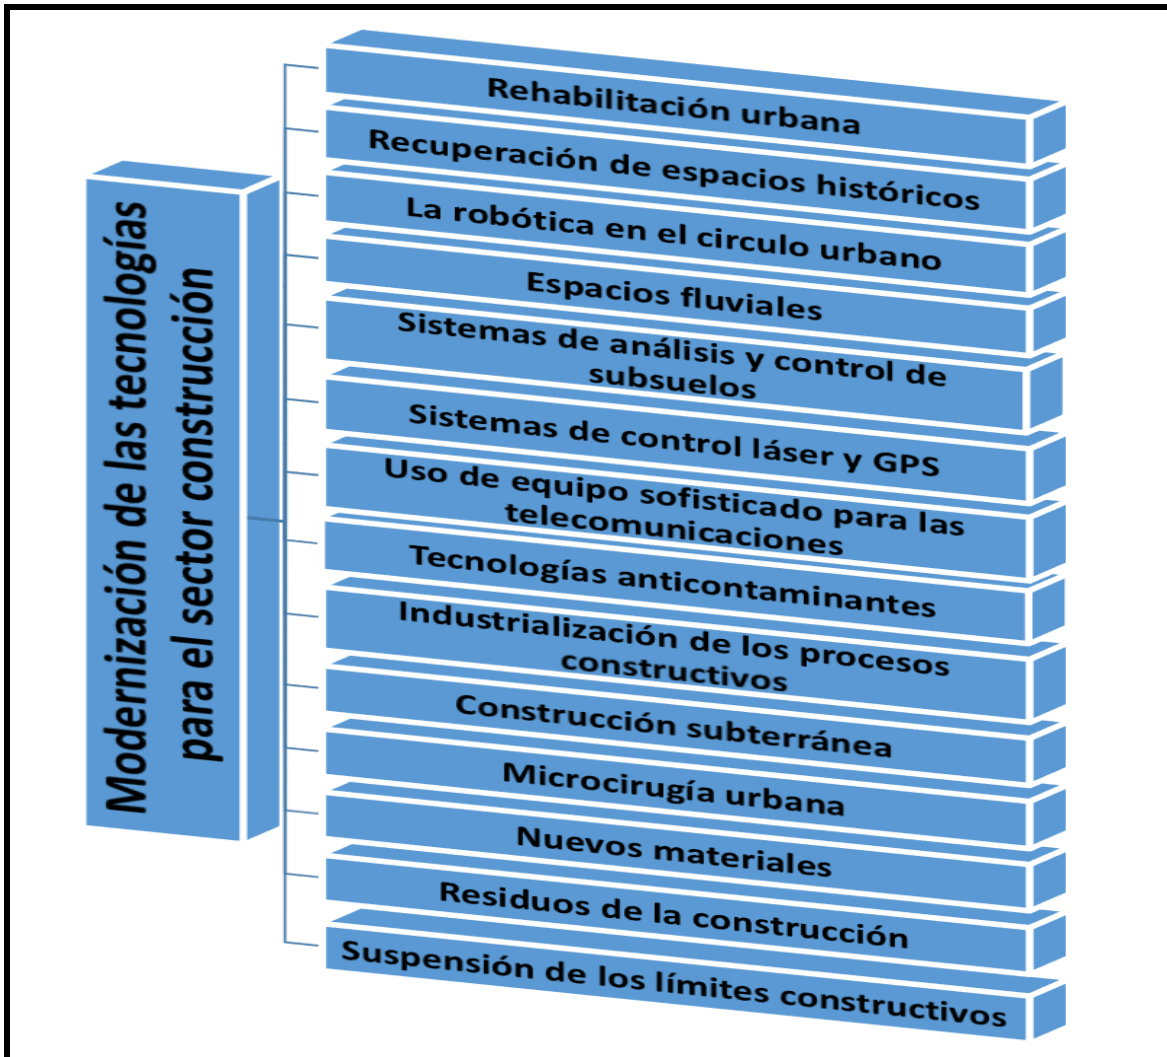 Modernización de las tecnologías
para el sector construcción
Rehabilitación urbana
Recuperación de espacios históricos
La robótica en el circulo urbano
Espacios fluviales
Sistemas de análisis y control de
subsuelos
Sistemas de control láser y GPS
Uso de equipo sofisticado para las
telecomunicaciones
Tecnologías anticontaminantes
Industrialización de los procesos
constructivos
Construcción subterránea
Microcirugía urbana
Nuevos materiales
Residuos de la construcción
Suspensión de los límites constructivos